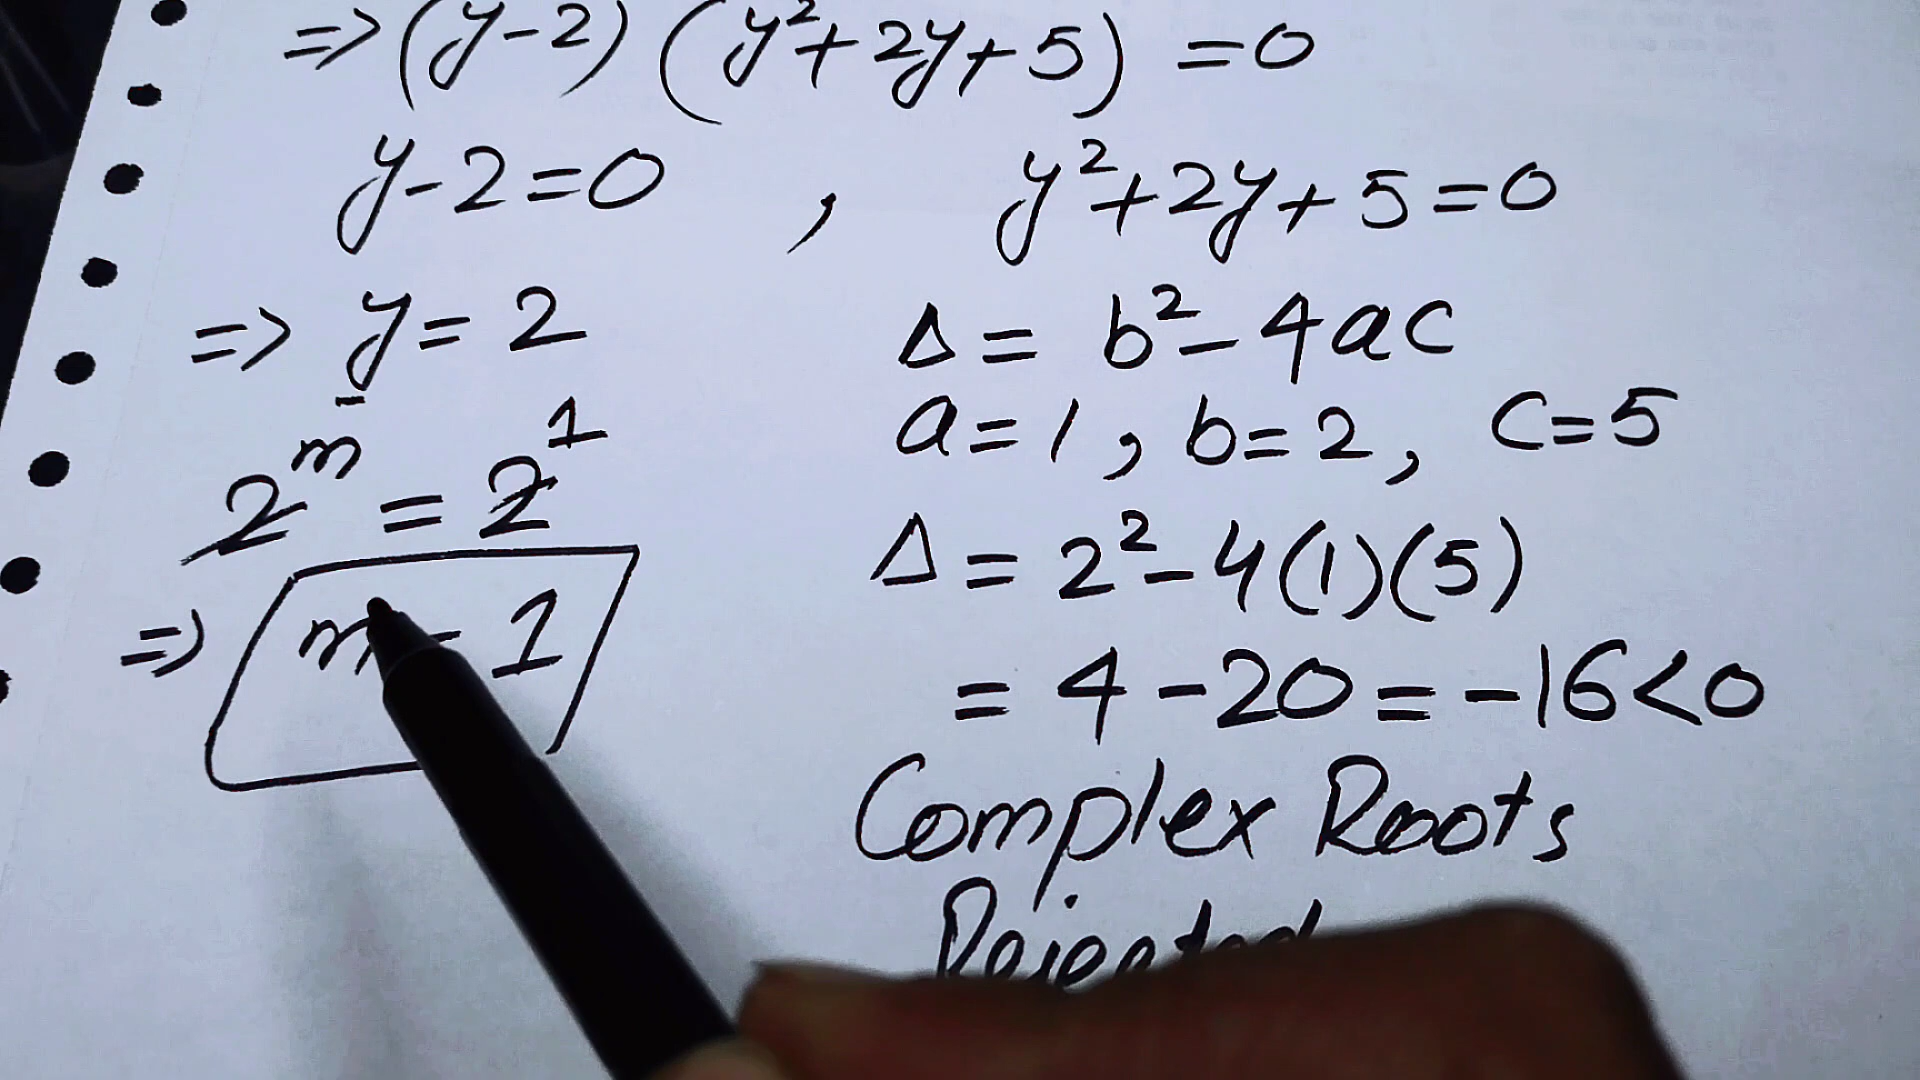 => (y-2) (y²+2y+5) = 0
y-2=0 , y²+2y+5=0
=> y = 2
2^m = 2^1
=> m = 1
Δ = b²-4ac
a=1, b=2, c=5
Δ = 2²-4(1)(5)
= 4-20 = -16<0
Complex Roots
Rejected